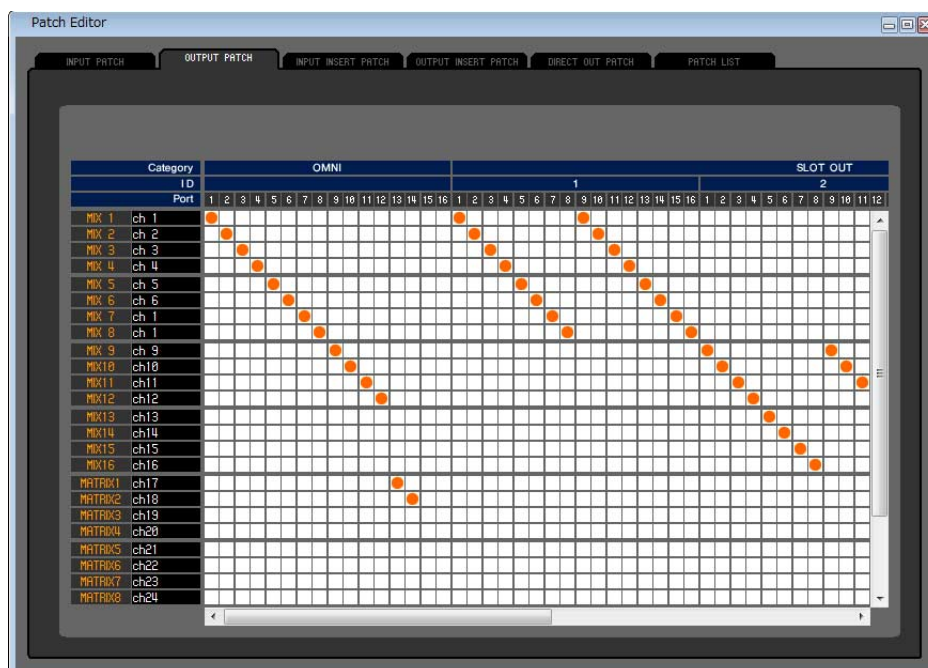 Patch Editor
INPUT PATCH OUTPUT PATCH INPUT INSERT PATCH OUTPUT INSERT PATCH DIRECT OUT PATCH PATCH LIST
Category OMNI SLOT OUT
ID 1 2
Port 1 2 3 4 5 6 7 8 9 10 11 12 13 14 15 16 1 2 3 4 5 6 7 8 9 10 11 12 13 14 15 16 1 2 3 4 5 6 7 8 9 10 11 12
MIX 1 ch 1
MIX 2 ch 2
MIX 3 ch 3
MIX 4 ch 4
MIX 5 ch 5
MIX 6 ch 6
MIX 7 ch 1
MIX 8 ch 1
MIX 9 ch 9
MIX10 ch10
MIX11 ch11
MIX12 ch12
MIX13 ch13
MIX14 ch14
MIX15 ch15
MIX16 ch16
MATRIX1 ch17
MATRIX2 ch18
MATRIX3 ch19
MATRIX4 ch20
MATRIX5 ch21
MATRIX6 ch22
MATRIX7 ch23
MATRIX8 ch24